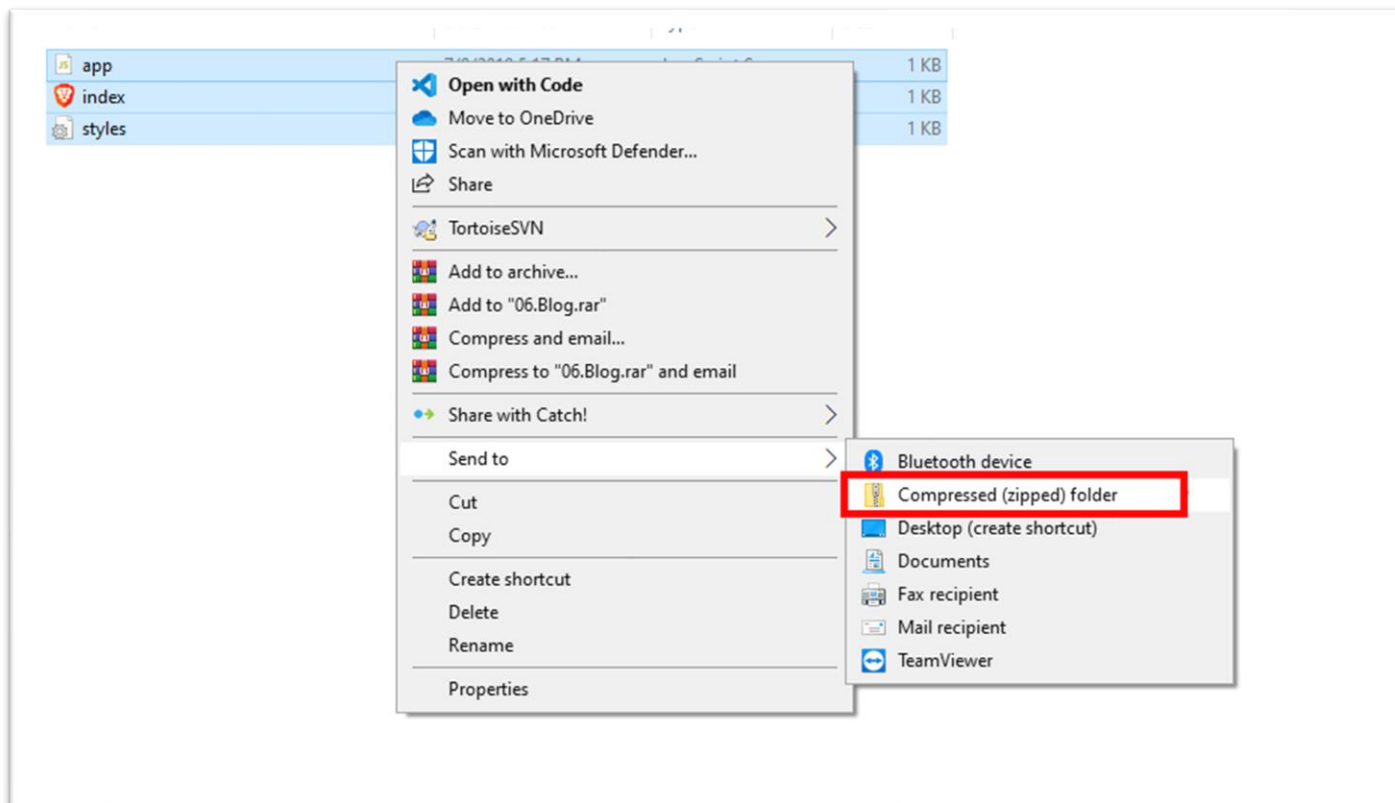 app
1 KB
index
1 KB
styles
1 KB
JS
Open with Code
Move to OneDrive
Scan with Microsoft Defender...
Share
TortoiseSVN
Add to archive...
Add to "06.Blog.rar"
Compress and email...
Compress to "06.Blog.rar" and email
Share with Catch!
Send to
Cut
Copy
Create shortcut
Delete
Rename
Properties
Bluetooth device
Compressed (zipped) folder
Desktop (create shortcut)
Documents
Fax recipient
Mail recipient
TeamViewer